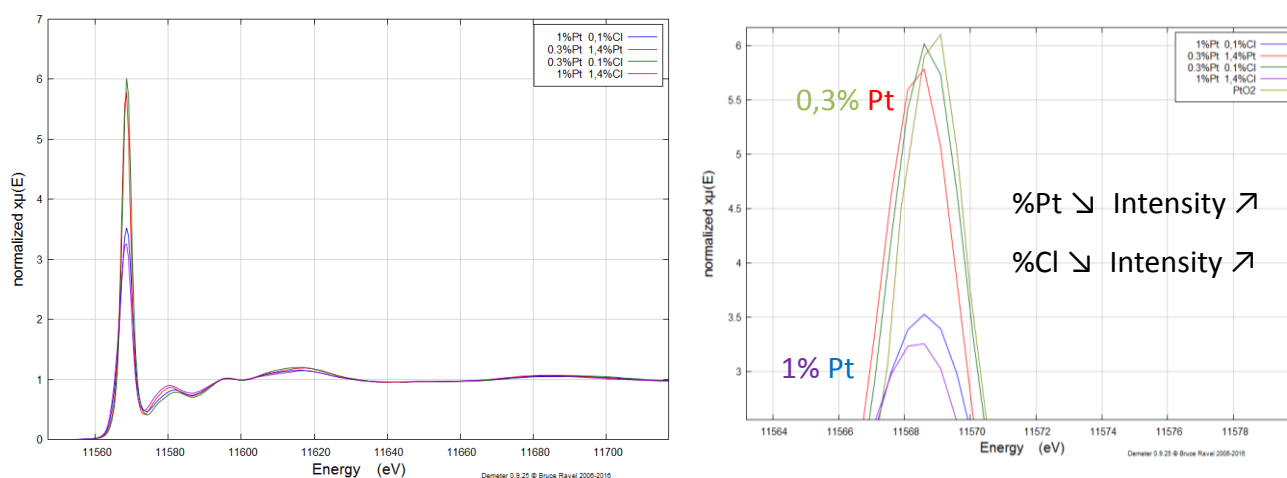 7
6
5
4
3
2
1
0
normalized xμ(E)
1%Pt 0,1%Cl
0.3%Pt 1,4%Pt
0.3%Pt 0.1%Cl
1%Pt 1,4%Cl
11560 11580 11600 11620 11640 11660 11680 11700
Energy (eV)
Demeter 0.9.25 © Bruce Ravel 2006-2016
6
5.5
5
4.5
4
3.5
3
normalized xμ(E)
1%Pt 0,1%Cl
0.3%Pt 1,4%Pt
0.3%Pt 0.1%Cl
1%Pt 1,4%Cl
PtO2
0,3% Pt
%Pt ↘ Intensity ↗
%Cl ↘ Intensity ↗
1% Pt
11564 11566 11568 11570 11572 11574 11576 11578
Energy (eV)
Demeter 0.9.25 © Bruce Ravel 2006-2016